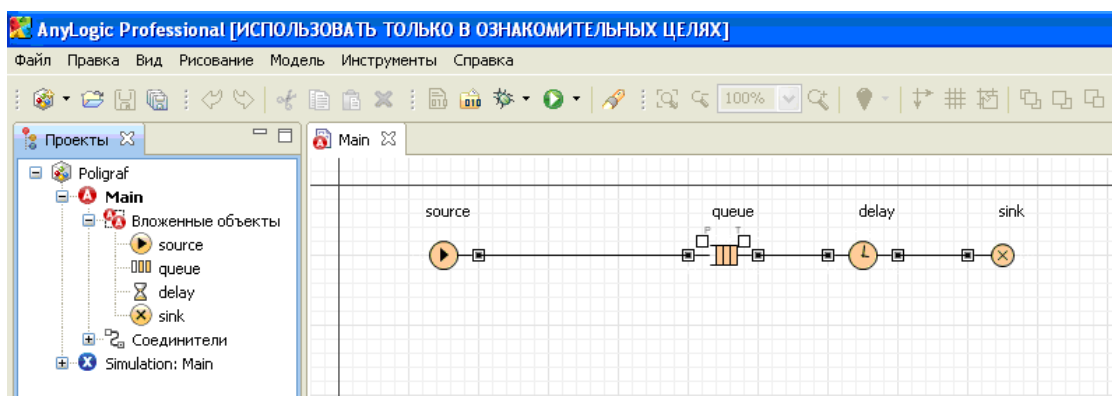 AnyLogic Professional [ИСПОЛЬЗОВАТЬ ТОЛЬКО В ОЗНАКОМИТЕЛЬНЫХ ЦЕЛЯХ]
Файл Правка Вид Рисование Модель Инструменты Справка
100%
Проекты
Main
Poligraf
Main
Вложенные объекты
source
queue
delay
sink
Соединители
Simulation: Main
source queue delay sink
P T